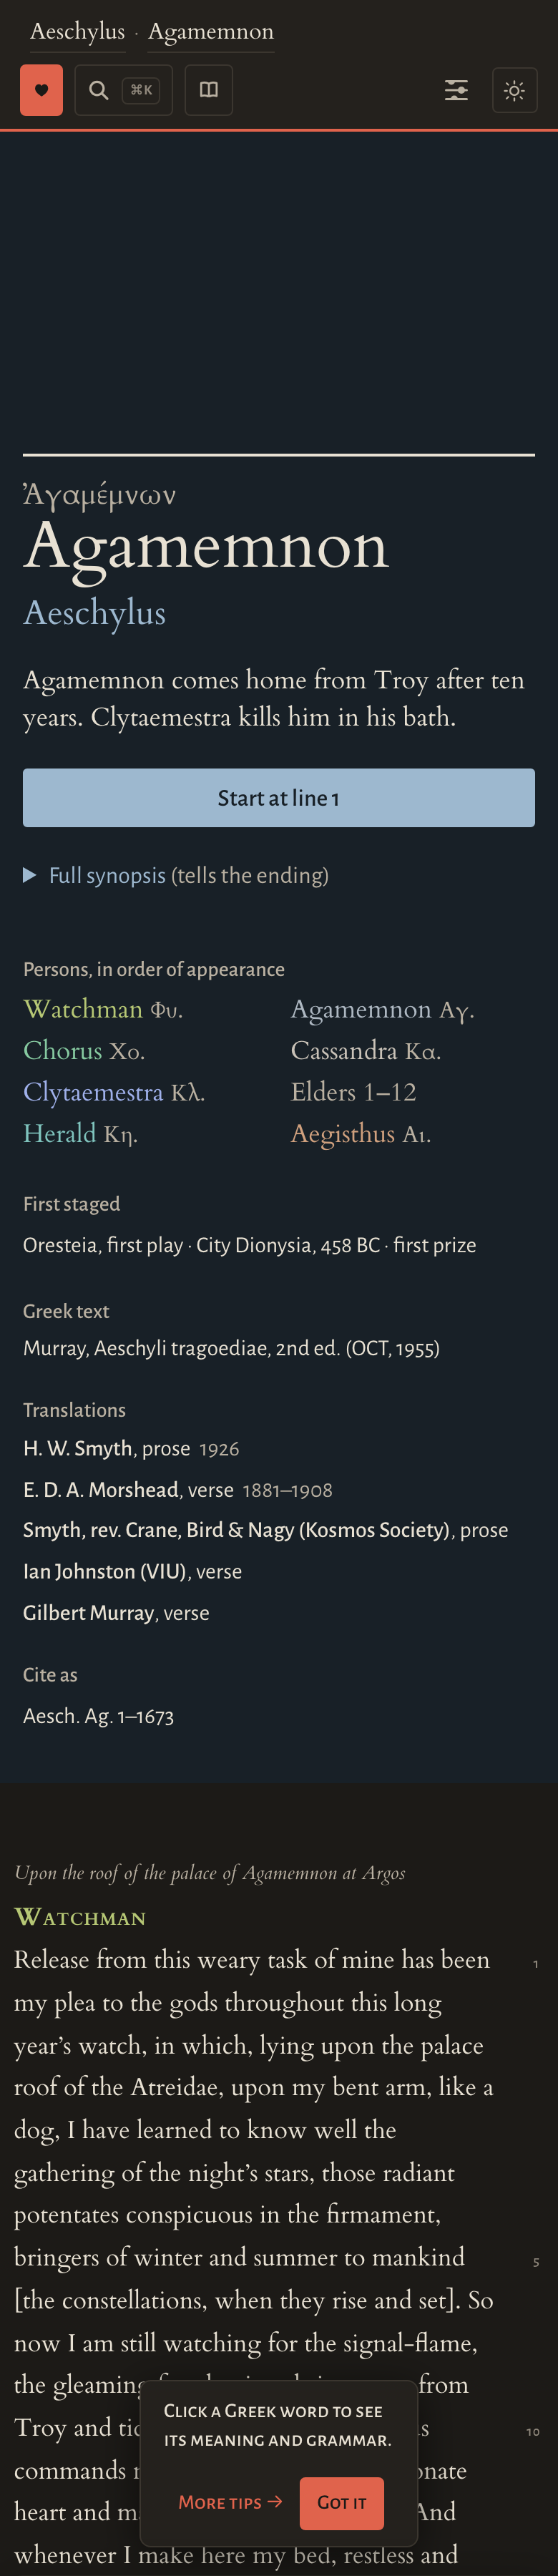 Aeschylus · Agamemnon
⌘K
Ἀγαμέμνων
Agamemnon
Aeschylus
Agamemnon comes home from Troy after ten
years. Clytaemestra kills him in his bath.
Start at line 1
Full synopsis (tells the ending)
Persons, in order of appearance
Watchman Φυ.
Chorus Χο.
Clytaemestra Κλ.
Herald Κη.
Agamemnon Αγ.
Cassandra Κα.
Elders 1–12
Aegisthus Αι.
First staged
Oresteia, first play · City Dionysia, 458 BC · first prize
Greek text
Murray, Aeschyli tragoediae, 2nd ed. (OCT, 1955)
Translations
H. W. Smyth, prose 1926
E. D. A. Morshead, verse 1881–1908
Smyth, rev. Crane, Bird & Nagy (Kosmos Society), prose
Ian Johnston (VIU), verse
Gilbert Murray, verse
Cite as
Aesch. Ag. 1–1673
Upon the roof of the palace of Agamemnon at Argos
Watchman
Release from this weary task of mine has been 1
my plea to the gods throughout this long
year’s watch, in which, lying upon the palace
roof of the Atreidae, upon my bent arm, like a
dog, I have learned to know well the
gathering of the night’s stars, those radiant
potentates conspicuous in the firmament,
bringers of winter and summer to mankind 5
[the constellations, when they rise and set]. So
now I am still watching for the signal-flame,
the gleaming from
Troy and 10
commands
heart and And
whenever I make here my bed, restless and
Click a Greek word to see
its meaning and grammar.
More tips →
Got it